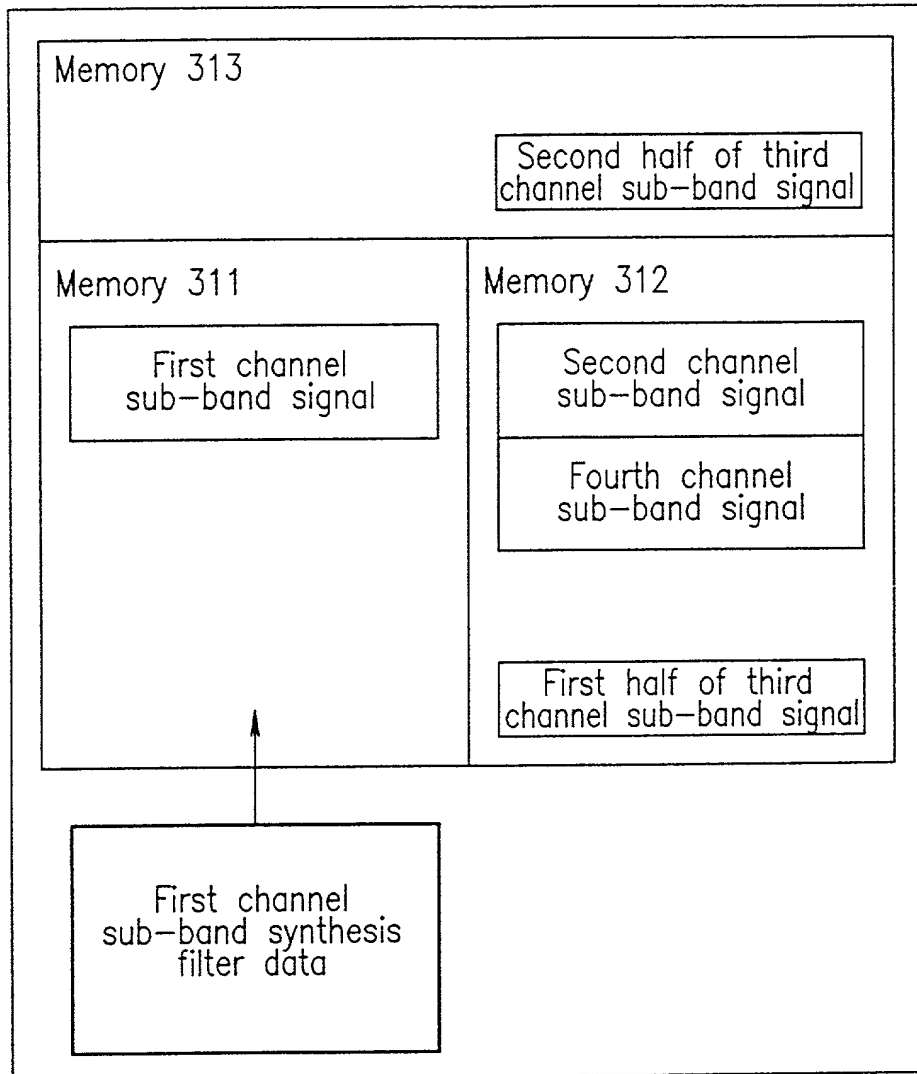 Memory 313
Second half of third
channel sub-band signal
Memory 311
First channel
sub-band signal
Memory 312
Second channel
sub-band signal
Fourth channel
sub-band signal
First half of third
channel sub-band signal
First channel
sub-band synthesis
filter data